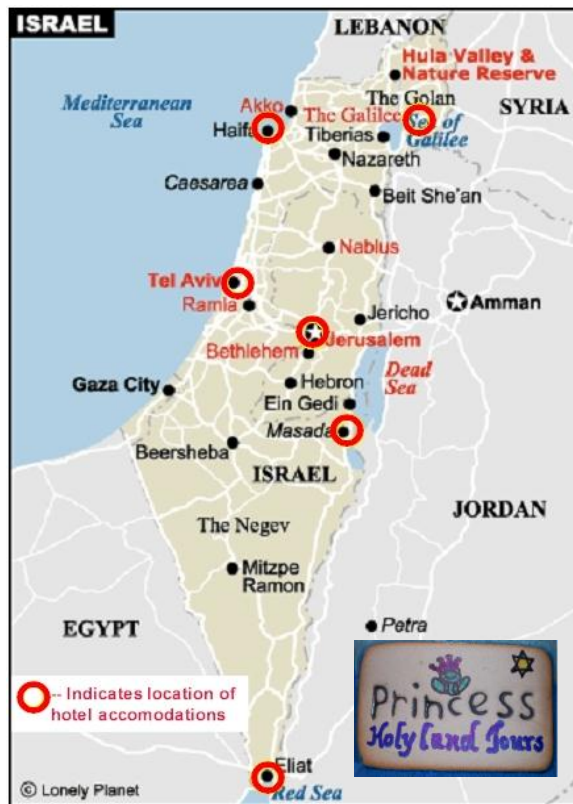 ISRAEL
LEBANON
Hula Valley &
Nature Reserve
Mediterranean
Sea
Akko
The Golan
SYRIA
Haifa
The Galilee
Sea of
Galilee
Tiberias
Nazareth
Caesarea
Beit She'an
Nablus
Tel Aviv
Ramla
Jericho
Amman
Jerusalem
Bethlehem
Dead
Sea
Gaza City
Hebron
Ein Gedi
Masada
Beersheba
ISRAEL
JORDAN
The Negev
Mitzpe
Ramon
EGYPT
Petra
-- Indicates location of
hotel accomodations
Princess
Holy Land Tours
Eliat
© Lonely Planet
Red Sea